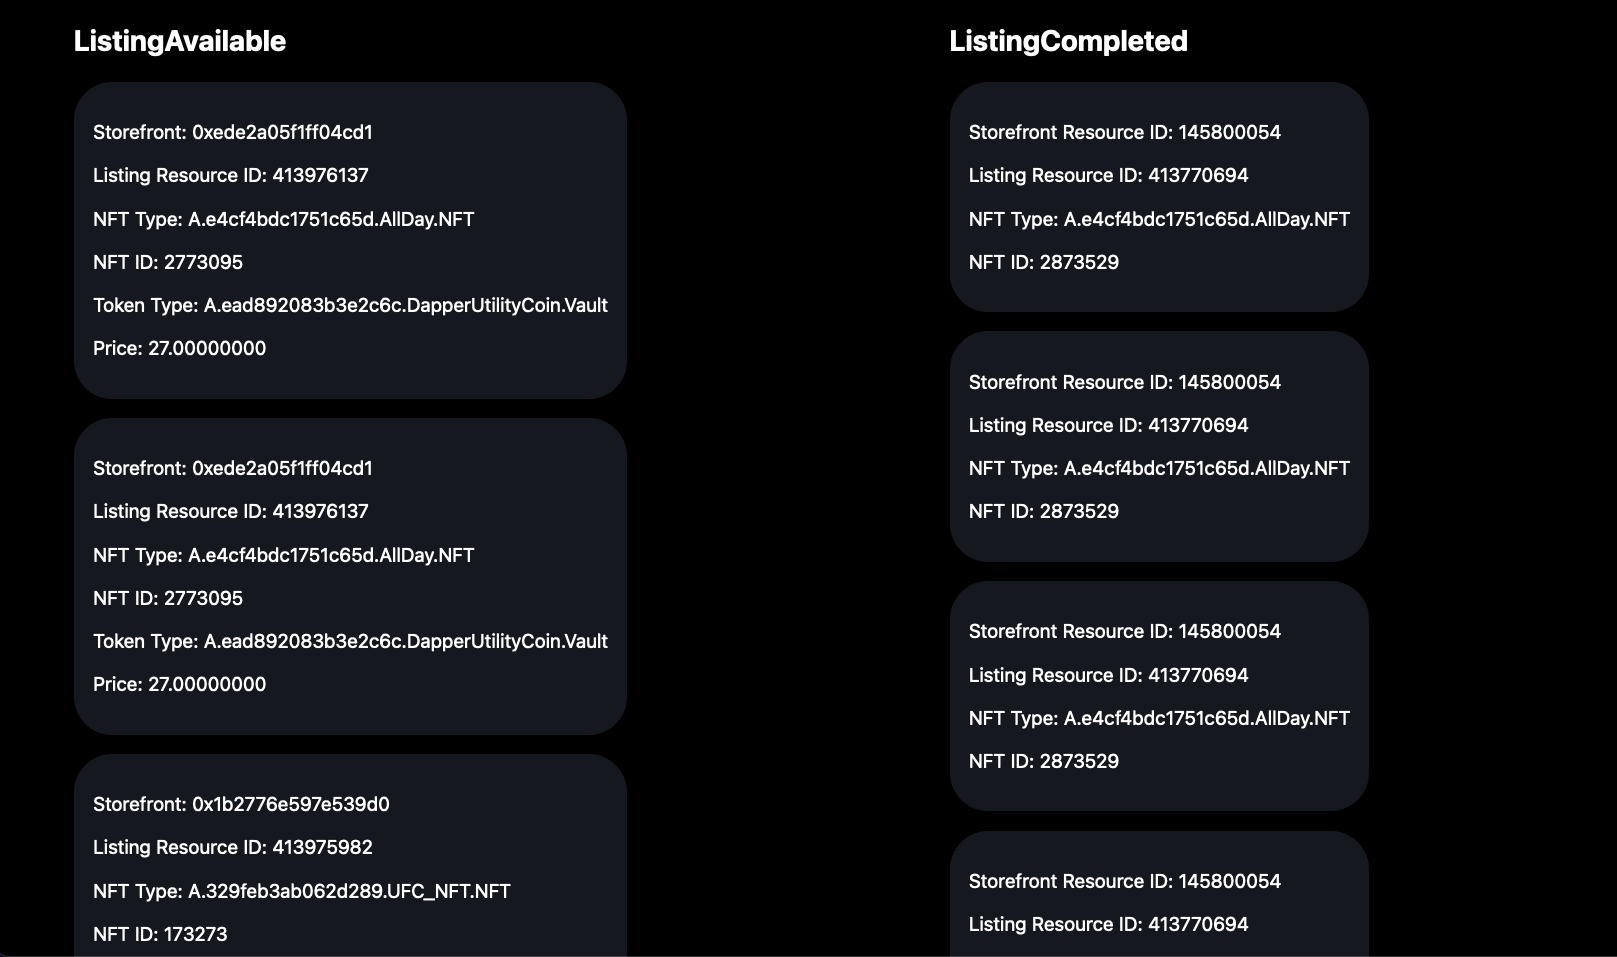 ListingAvailable
Storefront: 0xede2a05f1ff04cd1
Listing Resource ID: 413976137
NFT Type: A.e4cf4bdc1751c65d.AllDay.NFT
NFT ID: 2773095
Token Type: A.ead892083b3e2c6c.DapperUtilityCoin.Vault
Price: 27.00000000
Storefront: 0xede2a05f1ff04cd1
Listing Resource ID: 413976137
NFT Type: A.e4cf4bdc1751c65d.AllDay.NFT
NFT ID: 2773095
Token Type: A.ead892083b3e2c6c.DapperUtilityCoin.Vault
Price: 27.00000000
Storefront: 0x1b2776e597e539d0
Listing Resource ID: 413975982
NFT Type: A.329feb3ab062d289.UFC_NFT.NFT
NFT ID: 173273
ListingCompleted
Storefront Resource ID: 145800054
Listing Resource ID: 413770694
NFT Type: A.e4cf4bdc1751c65d.AllDay.NFT
NFT ID: 2873529
Storefront Resource ID: 145800054
Listing Resource ID: 413770694
NFT Type: A.e4cf4bdc1751c65d.AllDay.NFT
NFT ID: 2873529
Storefront Resource ID: 145800054
Listing Resource ID: 413770694
NFT Type: A.e4cf4bdc1751c65d.AllDay.NFT
NFT ID: 2873529
Storefront Resource ID: 145800054
Listing Resource ID: 413770694